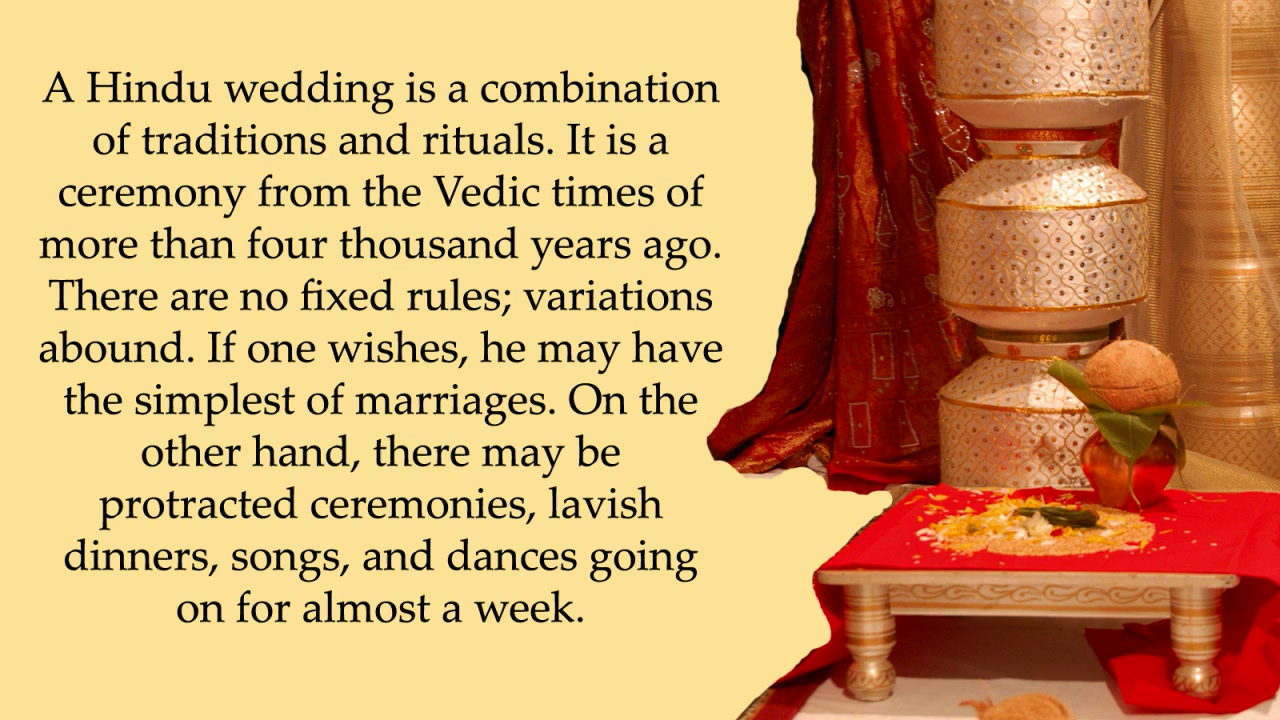 A Hindu wedding is a combination
of traditions and rituals. It is a
ceremony from the Vedic times of
more than four thousand years ago.
There are no fixed rules; variations
abound. If one wishes, he may have
the simplest of marriages. On the
other hand, there may be
protracted ceremonies, lavish
dinners, songs, and dances going
on for almost a week.